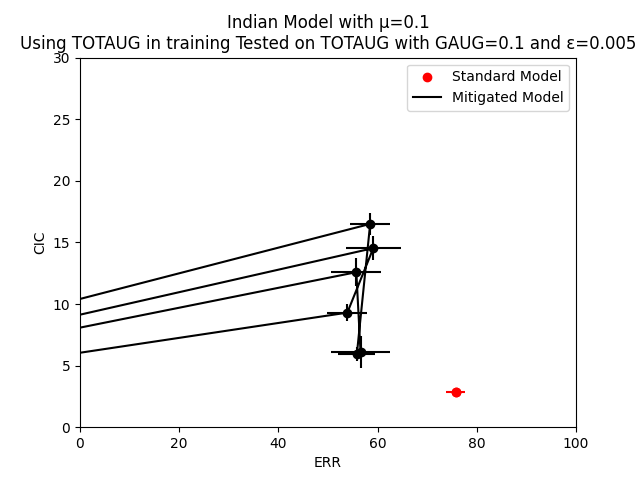 Indian Model with μ=0.1
Using TOTAUG in training Tested on TOTAUG with GAUG=0.1 and ε=0.005
30
25
20
15
10
5
0
CIC
Standard Model
Mitigated Model
0 20 40 60 80 100
ERR